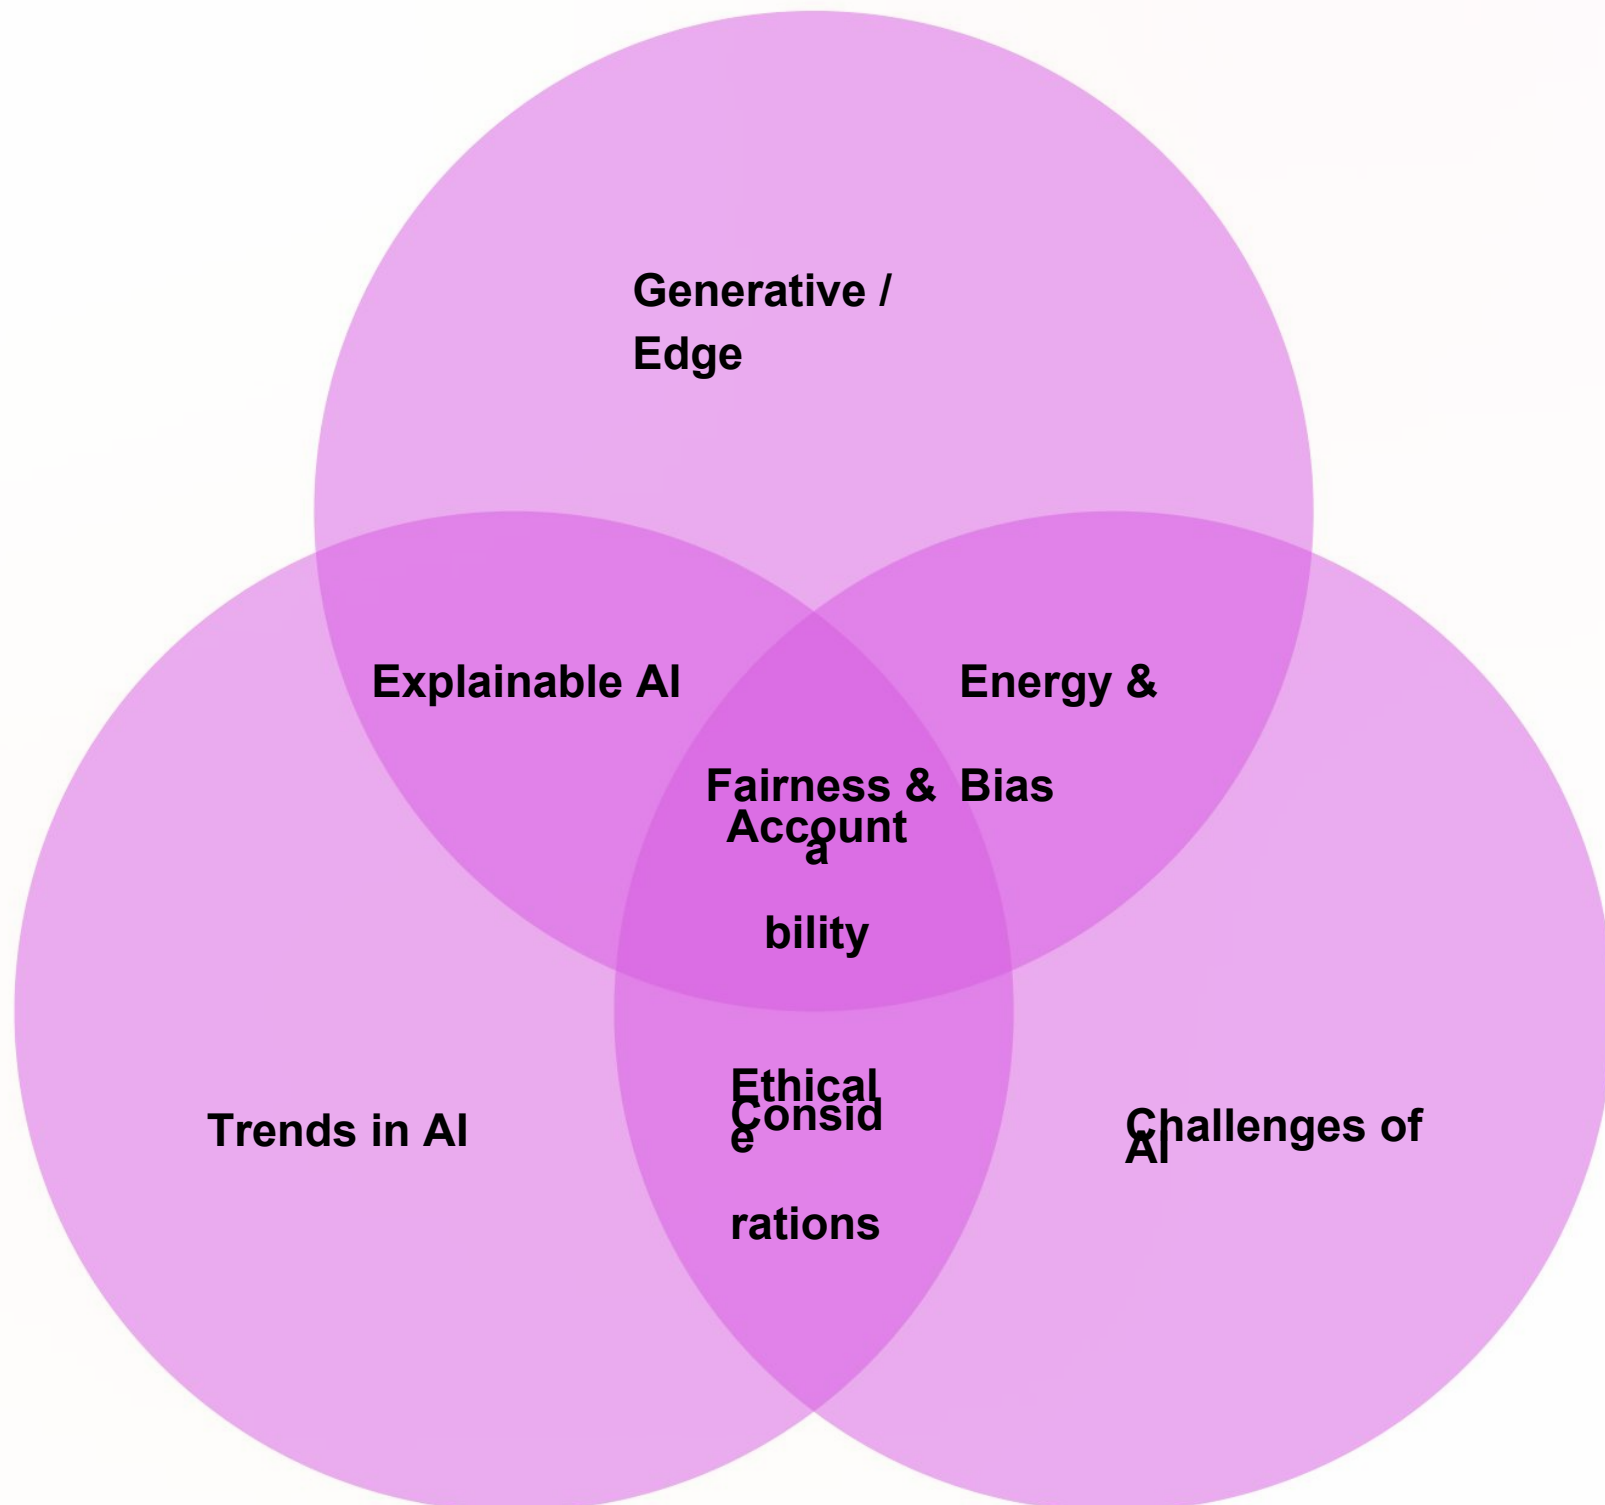 Generative /
Edge
Explainable AI
Energy &
Bias
Fairness &
Account
a
bility
Ethical
Consid
e
rations
Trends in AI
Challenges of
AI